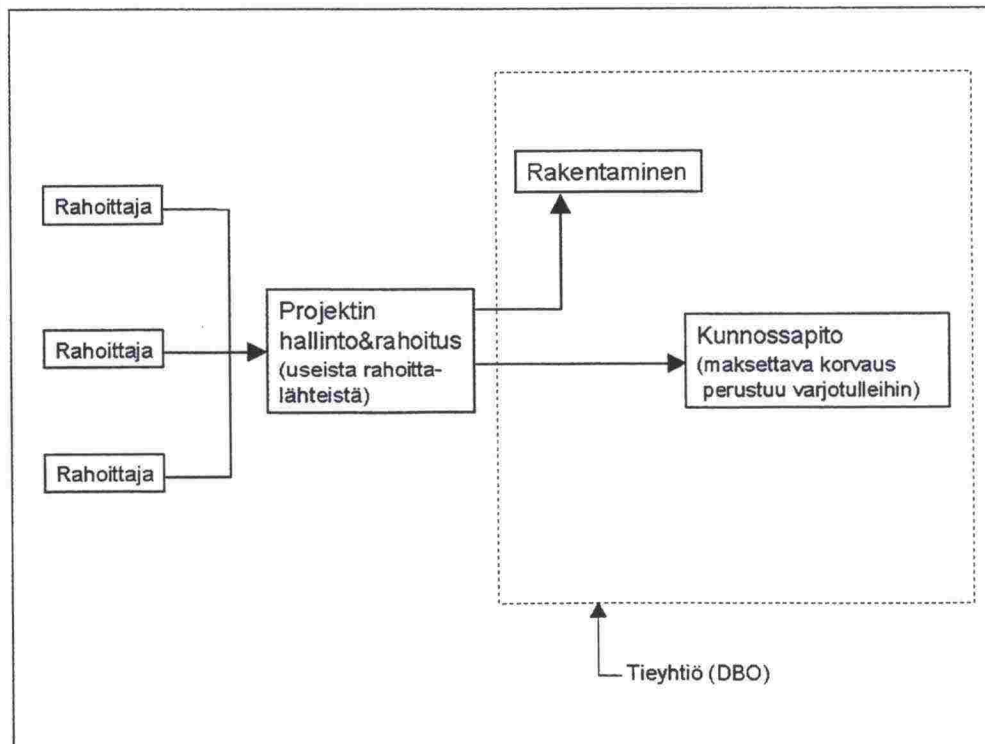 Rakentaminen
Rahoittaja
Projektin
hallinto&rahoitus
(useista rahoitta-
lähteistä)
Rahoittaja
Kunnossapito
(maksettava korvaus
perustuu varjotulleihin)
Rahoittaja
Tieyhtiö (DBO)